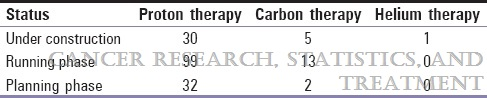 Status Proton therapy Carbon therapy Helium therapy
Under construction 30 5 1
Running phase 99 13 0
Planning phase 32 2 0
CANCER RESEARCH, STATISTICS, AND
TREATMENT